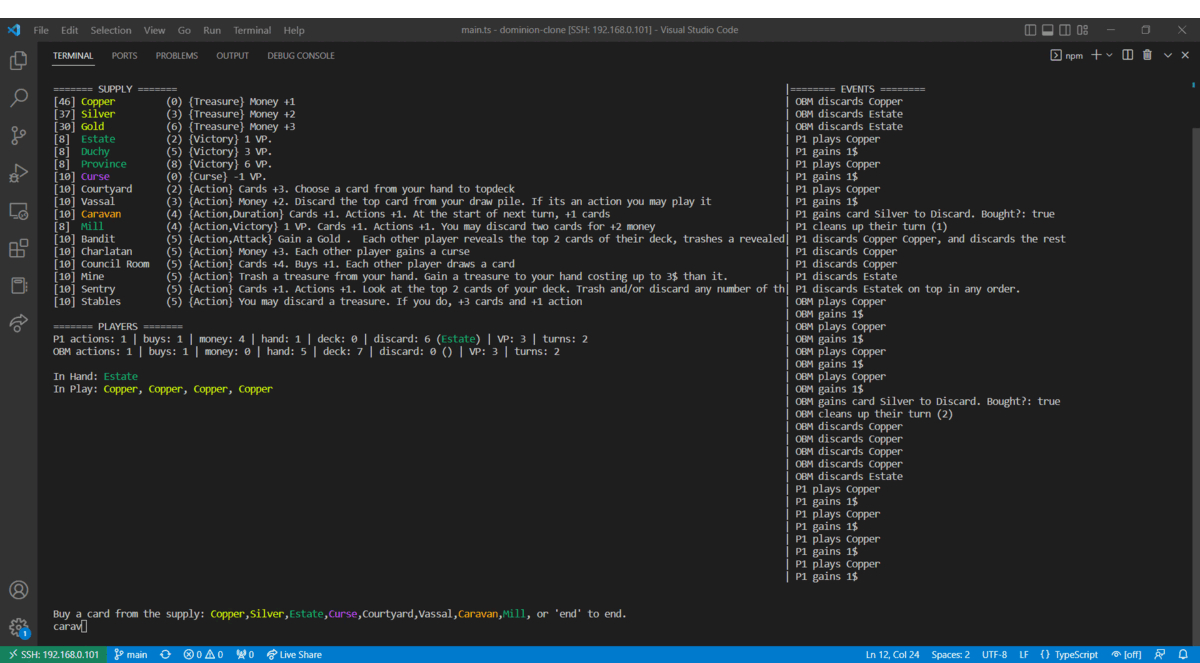 File Edit Selection View Go Run Terminal Help main.ts - dominion-clone [SSH: 192.168.0.101] - Visual Studio Code
TERMINAL PORTS PROBLEMS OUTPUT DEBUG CONSOLE npm
======= SUPPLY =======
[46] Copper (0) {Treasure} Money +1
[37] Silver (3) {Treasure} Money +2
[30] Gold (6) {Treasure} Money +3
[8] Estate (2) {Victory} 1 VP.
[8] Duchy (5) {Victory} 3 VP.
[8] Province (8) {Victory} 6 VP.
[10] Curse (0) {Curse} -1 VP.
[10] Courtyard (2) {Action} Cards +3. Choose a card from your hand to topdeck
[10] Vassal (3) {Action} Money +2. Discard the top card from your draw pile. If its an action you may play it
[10] Caravan (4) {Action,Duration} Cards +1. Actions +1. At the start of next turn, +1 cards
[8] Mill (4) {Action,Victory} 1 VP. Cards +1. Actions +1. You may discard two cards for +2 money
[10] Bandit (5) {Action,Attack} Gain a Gold . Each other player reveals the top 2 cards of their deck, trashes a revealed
[10] Charlatan (5) {Action} Money +3. Each other player gains a curse
[10] Council Room (5) {Action} Cards +4. Buys +1. Each other player draws a card
[10] Mine (5) {Action} Trash a treasure from your hand. Gain a treasure to your hand costing up to 3$ than it.
[10] Sentry (5) {Action} Cards +1. Actions +1. Look at the top 2 cards of your deck. Trash and/or discard any number of th
[10] Stables (5) {Action} You may discard a treasure. If you do, +3 cards and +1 action
======= PLAYERS =======
P1 actions: 1 | buys: 1 | money: 4 | hand: 1 | deck: 0 | discard: 6 (Estate) | VP: 3 | turns: 2
OBM actions: 1 | buys: 1 | money: 0 | hand: 5 | deck: 7 | discard: 0 () | VP: 3 | turns: 2
In Hand: Estate
In Play: Copper, Copper, Copper, Copper
|======== EVENTS ========
| OBM discards Copper
| OBM discards Estate
| OBM discards Estate
| P1 plays Copper
| P1 gains 1$
| P1 plays Copper
| P1 gains 1$
| P1 plays Copper
| P1 gains 1$
| P1 gains card Silver to Discard. Bought?: true
| P1 cleans up their turn (1)
| P1 discards Copper Copper, and discards the rest
| P1 discards Copper
| P1 discards Copper
| P1 discards Estate
| P1 discards Estatek on top in any order.
| OBM plays Copper
| OBM gains 1$
| OBM plays Copper
| OBM gains 1$
| OBM plays Copper
| OBM gains 1$
| OBM plays Copper
| OBM gains 1$
| OBM gains card Silver to Discard. Bought?: true
| OBM cleans up their turn (2)
| OBM discards Copper
| OBM discards Copper
| OBM discards Copper
| OBM discards Copper
| OBM discards Estate
| P1 plays Copper
| P1 gains 1$
| P1 plays Copper
| P1 gains 1$
| P1 plays Copper
| P1 gains 1$
| P1 plays Copper
| P1 gains 1$
Buy a card from the supply: Copper,Silver,Estate,Curse,Courtyard,Vassal,Caravan,Mill, or 'end' to end.
carav
1
SSH: 192.168.0.101 main 0 0 0 Live Share Ln 12, Col 24 Spaces: 2 UTF-8 LF {} TypeScript [off]